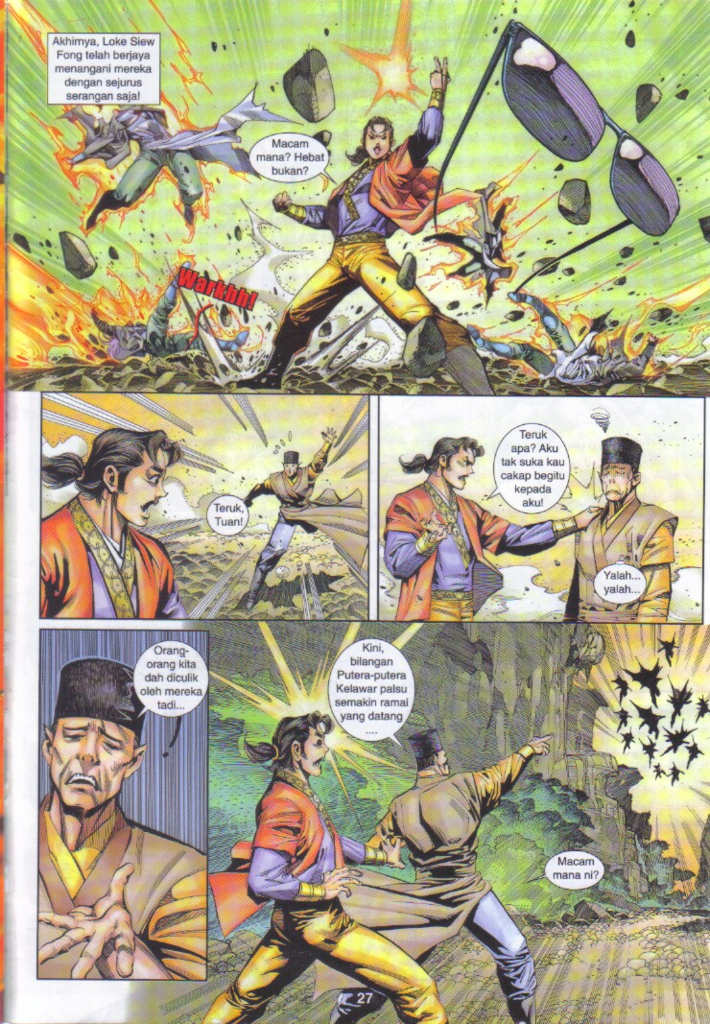 Akhirnya, Loke Siew
Fong telah berjaya
menangani mereka
dengan sejurus
serangan saja!
Macam
mana? Hebat
bukan?
Warkhh!
Teruk,
Tuan!
Teruk
apa? Aku
tak suka kau
cakap begitu
kepada
aku!
Yalah...
yalah...
Orang-
orang kita
dah diculik
oleh mereka
tadi...
Kini,
bilangan
Putera-putera
Kelawar palsu
semakin ramai
yang datang
....
Macam
mana ni?
27